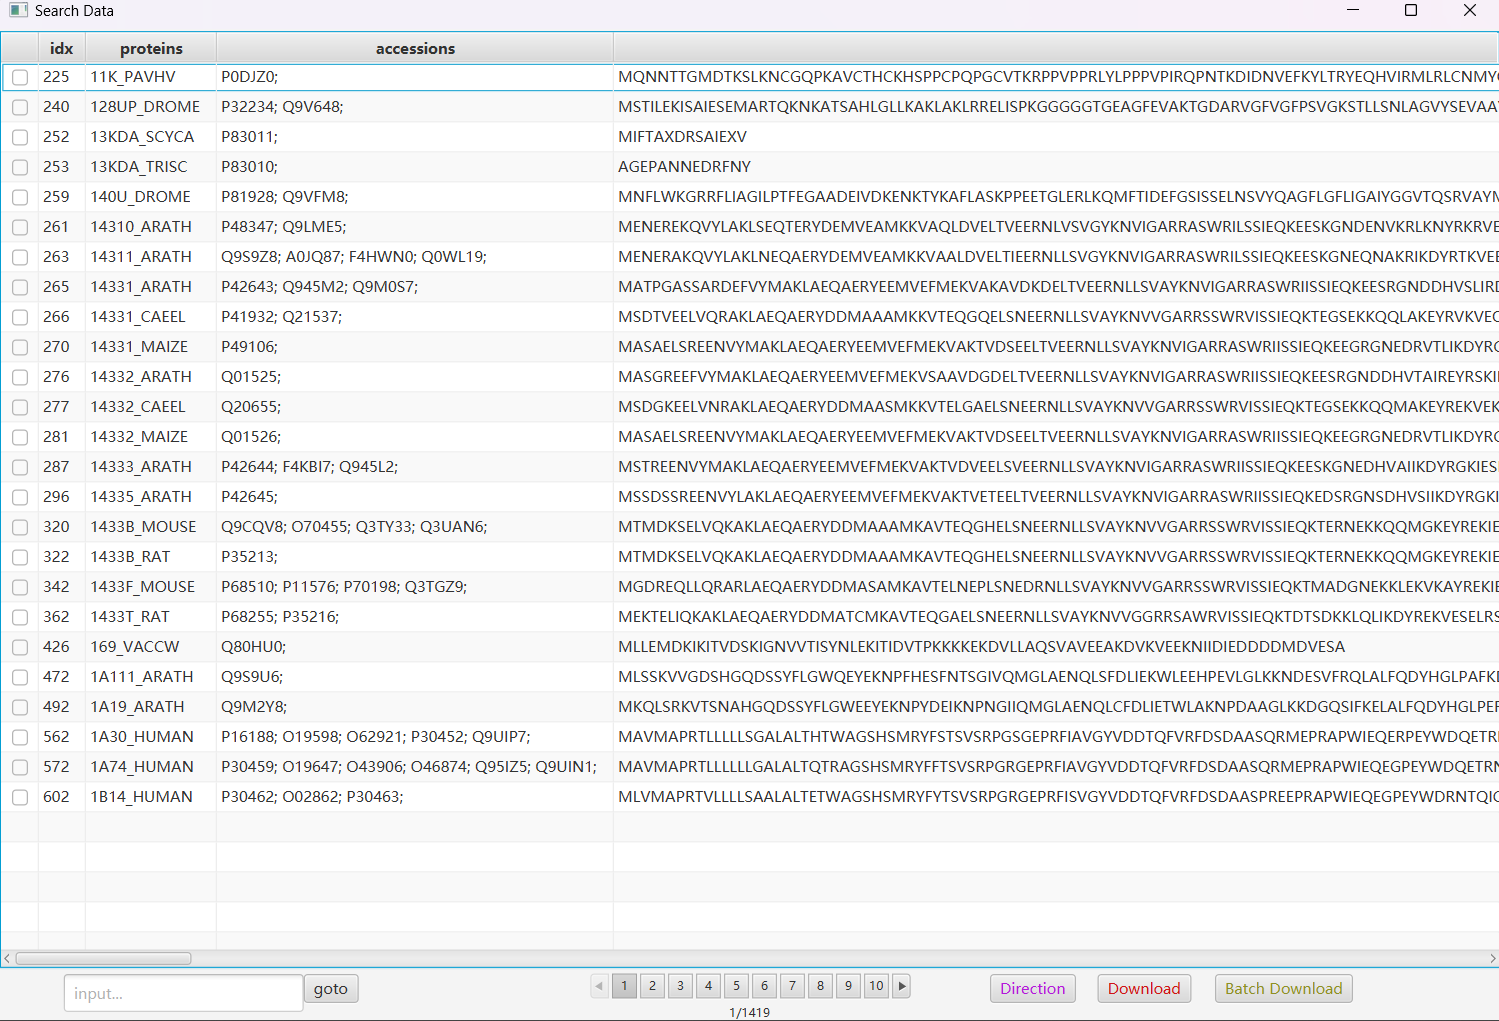 Search Data
idx proteins accessions
225 11K_PAVHV P0DJZ0; MQNNTTGMDTKSLKNCGQPKAVCTHCKHSPPCPQPGCVTKRPPVPPRLYLPPPVPIRQPNTKDIDNVEFKYLTRYEQHVIRMLRLCNMY
240 128UP_DROME P32234; Q9V648; MSTILEKISAIESEMARTQKNKATSAHLGLLKAKLAKLRRELISPKGGGGGTGEAGFEVAKTGDARVGFVGFPSVGKSTLLSNLAGVYSEVAA
252 13KDA_SCYCA P83011; MIFTAXDRSAIEXV
253 13KDA_TRISC P83010; AGEPANNEDRFNY
259 140U_DROME P81928; Q9VFM8; MNFLWKGRRFLIAGILPTFEGAADEIVDKENKTYKAFLASKPPEETGLERLKQMFTIDEFGSISSELNSVYQAGFLGFLIGAIYGGVTQSRVAYM
261 14310_ARATH P48347; Q9LME5; MENEREKQVYLAKLSEQTERYDEMVEAMKKVAQLDVELTVEERNLVSVGYKNVIGARRASWRILSSIEQKEESKGNDENVKRLKNYRKRVE
263 14311_ARATH Q9S9Z8; A0JQ87; F4HWN0; Q0WL19; MENERAKQVYLAKLNEQAERYDEMVEAMKKVAALDVELTIEERNLLSVGYKNVIGARRASWRILSSIEQKEESKGNEQNAKRIKDYRTKVE
265 14331_ARATH P42643; Q945M2; Q9M0S7; MATPGASSARDEFVYMAKLAEQAERYEEMVEFMEKVAKAVDKDELTVEERNLLSVAYKNVIGARRASWRIISSIEQKEESRGNDDHVSLIRD
266 14331_CAEEL P41932; Q21537; MSDTVEELVQRAKLAEQAERYDDMAAAMKKVTEQGQELSNEERNLLSVAYKNVVGARRSSWRVISSIEQKTEGSEKKQQLAKEYRVKVE
270 14331_MAIZE P49106; MASAELSREENVYMAKLAEQAERYEEMVEFMEKVAKTVDSEELTVEERNLLSVAYKNVIGARRASWRIISSIEQKEEGRGNEDRVTLIKDYR
276 14332_ARATH Q01525; MASGREEFVYMAKLAEQAERYEEMVEFMEKVSAAVDGDELTVEERNLLSVAYKNVIGARRASWRIISSIEQKEESRGNDDHVTAIREYRSKI
277 14332_CAEEL Q20655; MSDGKEELVNRAKLAEQAERYDDMAASMKKVTELGAELSNEERNLLSVAYKNVVGARRSSWRVISSIEQKTEGSEKKQQMAKEYREKVEK
281 14332_MAIZE Q01526; MASAELSREENVYMAKLAEQAERYEEMVEFMEKVAKTVDSEELTVEERNLLSVAYKNVIGARRASWRIISSIEQKEEGRGNEDRVTLIKDYR
287 14333_ARATH P42644; F4KBI7; Q945L2; MSTREENVYMAKLAEQAERYEEMVEFMEKVAKTVDVEELSVEERNLLSVAYKNVIGARRASWRIISSIEQKEESKGNEDHVAIIKDYRGKIES
296 14335_ARATH P42645; MSSDSSREENVYLAKLAEQAERYEEMVEFMEKVAKTVETEELTVEERNLLSVAYKNVIGARRASWRIISSIEQKEDSRGNSDHVSIIKDYRGKI
320 1433B_MOUSE Q9CQV8; O70455; Q3TY33; Q3UAN6; MTMDKSELVQKAKLAEQAERYDDMAAAMKAVTEQGHELSNEERNLLSVAYKNVVGARRSSWRVISSIEQKTERNEKKQQMGKEYREKIE
322 1433B_RAT P35213; MTMDKSELVQKAKLAEQAERYDDMAAAMKAVTEQGHELSNEERNLLSVAYKNVVGARRSSWRVISSIEQKTERNEKKQQMGKEYREKIE
342 1433F_MOUSE P68510; P11576; P70198; Q3TGZ9; MGDREQLLQRARLAEQAERYDDMASAMKAVTELNEPLSNEDRNLLSVAYKNVVGARRSSWRVISSIEQKTMADGNEKKLEKVKAYREKIE
362 1433T_RAT P68255; P35216; MEKTELIQKAKLAEQAERYDDMATCMKAVTEQGAELSNEERNLLSVAYKNVVGGRRSAWRVISSIEQKTDTSDKKLQLIKDYREKVESELRS
426 169_VACCW Q80HU0; MLLEMDKIKITVDSKIGNVVTISYNLEKITIDVTPKKKKEKDVLLAQSVAVEEAKDVKVEEKNIIDIEDDDDMDVESA
472 1A111_ARATH Q9S9U6; MLSSKVVGDSHGQDSSYFLGWQEYEKNPFHESFNTSGIVQMGLAENQLSFDLIEKWLEEHPEVLGLKKNDESVFRQLALFQDYHGLPAFK
492 1A19_ARATH Q9M2Y8; MKQLSRKVTSNAHGQDSSYFLGWEEYEKNPYDEIKNPNGIIQMGLAENQLCFDLIETWLAKNPDAAGLKKDGQSIFKELALFQDYHGLPEF
562 1A30_HUMAN P16188; O19598; O62921; P30452; Q9UIP7; MAVMAPRTLLLLLSGALALTHTWAGSHSMRYFSTSVSRPGSGEPRFIAVGYVDDTQFVRFDSDAASQRMEPRAPWIEQERPEYWDQETR
572 1A74_HUMAN P30459; O19647; O43906; O46874; Q95IZ5; Q9UIN1; MAVMAPRTLLLLLLGALALTQTRAGSHSMRYFFTSVSRPGRGEPRFIAVGYVDDTQFVRFDSDAASQRMEPRAPWIEQEGPEYWDQETRN
602 1B14_HUMAN P30462; O02862; P30463; MLVMAPRTVLLLLSAALALTETWAGSHSMRYFYTSVSRPGRGEPRFISVGYVDDTQFVRFDSDAASPREEPRAPWIEQEGPEYWDRNTQI
input... goto 1 2 3 4 5 6 7 8 9 10 Direction Download Batch Download
1/1419